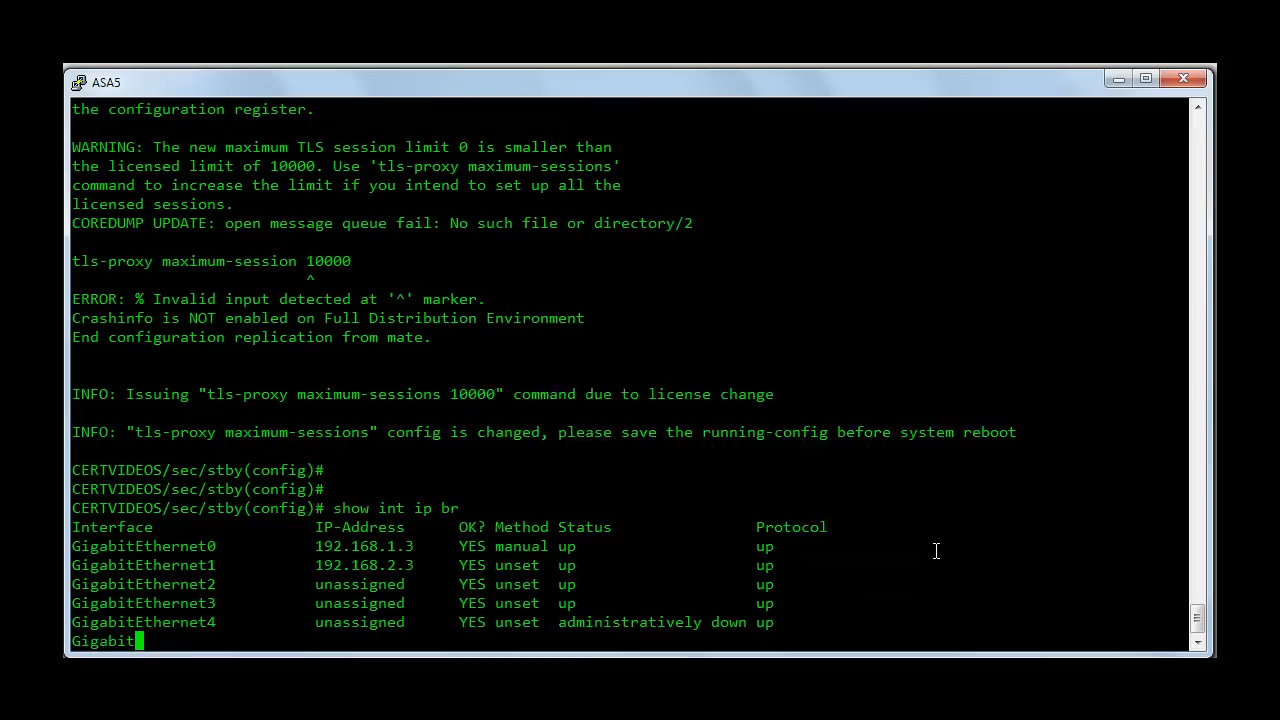 ASA5
the configuration register.
WARNING: The new maximum TLS session limit 0 is smaller than
the licensed limit of 10000. Use 'tls-proxy maximum-sessions'
command to increase the limit if you intend to set up all the
licensed sessions.
COREDUMP UPDATE: open message queue fail: No such file or directory/2
tls-proxy maximum-session 10000
^
ERROR: % Invalid input detected at '^' marker.
Crashinfo is NOT enabled on Full Distribution Environment
End configuration replication from mate.
INFO: Issuing "tls-proxy maximum-sessions 10000" command due to license change
INFO: "tls-proxy maximum-sessions" config is changed, please save the running-config before system reboot
CERTVIDEOS/sec/stby(config)#
CERTVIDEOS/sec/stby(config)#
CERTVIDEOS/sec/stby(config)# show int ip br
Interface IP-Address OK? Method Status Protocol
GigabitEthernet0 192.168.1.3 YES manual up up
GigabitEthernet1 192.168.2.3 YES unset up up
GigabitEthernet2 unassigned YES unset up up
GigabitEthernet3 unassigned YES unset up up
GigabitEthernet4 unassigned YES unset administratively down up
Gigabit